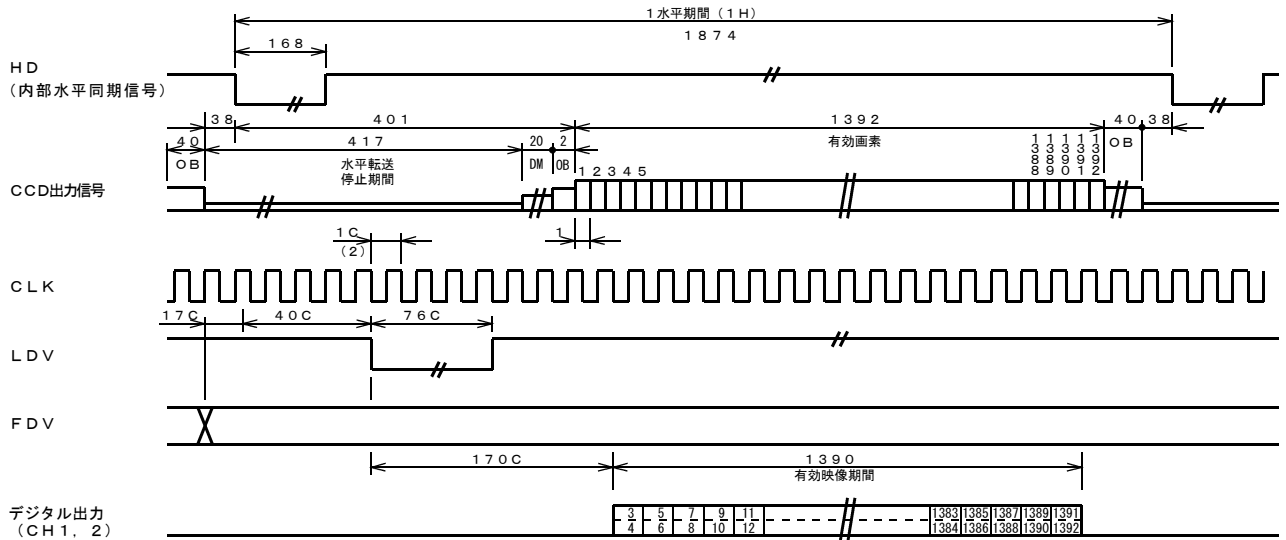 1水平期間（1H）
1874
168
HD
（内部水平同期信号）
38
401
1392
40
38
40
OB
417
水平転送
停止期間
20
DM
2
OB
有効画素
OB
1 2 3 4 5
1388
1389
1390
1391
1392
CCD出力信号
1C
（2）
1
CLK
17C
40C
76C
LDV
FDV
170C
1390
有効映像期間
デジタル出力
（CH1，2）
3 5 7 9 11
4 6 8 10 12
1383 1385 1387 1389 1391
1384 1386 1388 1390 1392